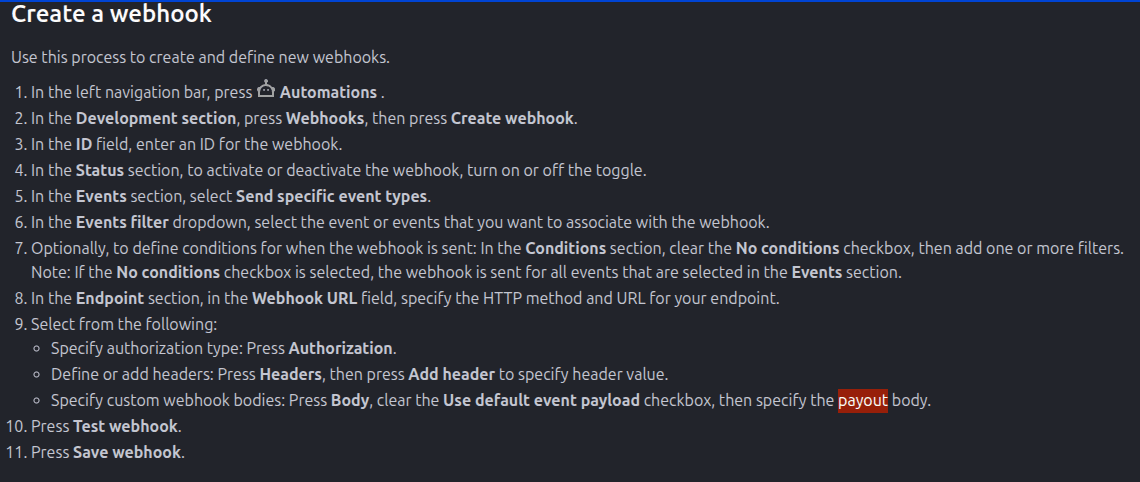 Create a webhook
Use this process to create and define new webhooks.
1. In the left navigation bar, press Automations .
2. In the Development section, press Webhooks, then press Create webhook.
3. In the ID field, enter an ID for the webhook.
4. In the Status section, to activate or deactivate the webhook, turn on or off the toggle.
5. In the Events section, select Send specific event types.
6. In the Events filter dropdown, select the event or events that you want to associate with the webhook.
7. Optionally, to define conditions for when the webhook is sent: In the Conditions section, clear the No conditions checkbox, then add one or more filters.
Note: If the No conditions checkbox is selected, the webhook is sent for all events that are selected in the Events section.
8. In the Endpoint section, in the Webhook URL field, specify the HTTP method and URL for your endpoint.
9. Select from the following:
◦ Specify authorization type: Press Authorization.
◦ Define or add headers: Press Headers, then press Add header to specify header value.
◦ Specify custom webhook bodies: Press Body, clear the Use default event payload checkbox, then specify the payout body.
10. Press Test webhook.
11. Press Save webhook.